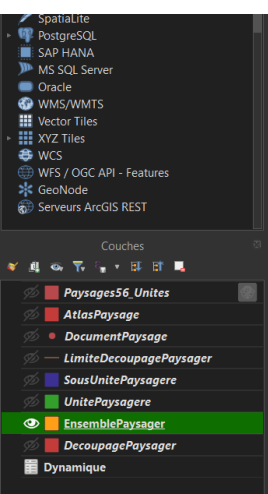 SpatiaLite
PostgreSQL
SAP HANA
MS SQL Server
Oracle
WMS/WMTS
Vector Tiles
XYZ Tiles
WCS
WFS / OGC API - Features
GeoNode
Serveurs ArcGIS REST
Couches
Paysages56_Unites
AtlasPaysage
DocumentPaysage
LimiteDecoupagePaysager
SousUnitePaysagere
UnitePaysagere
EnsemblePaysager
DecoupagePaysager
Dynamique